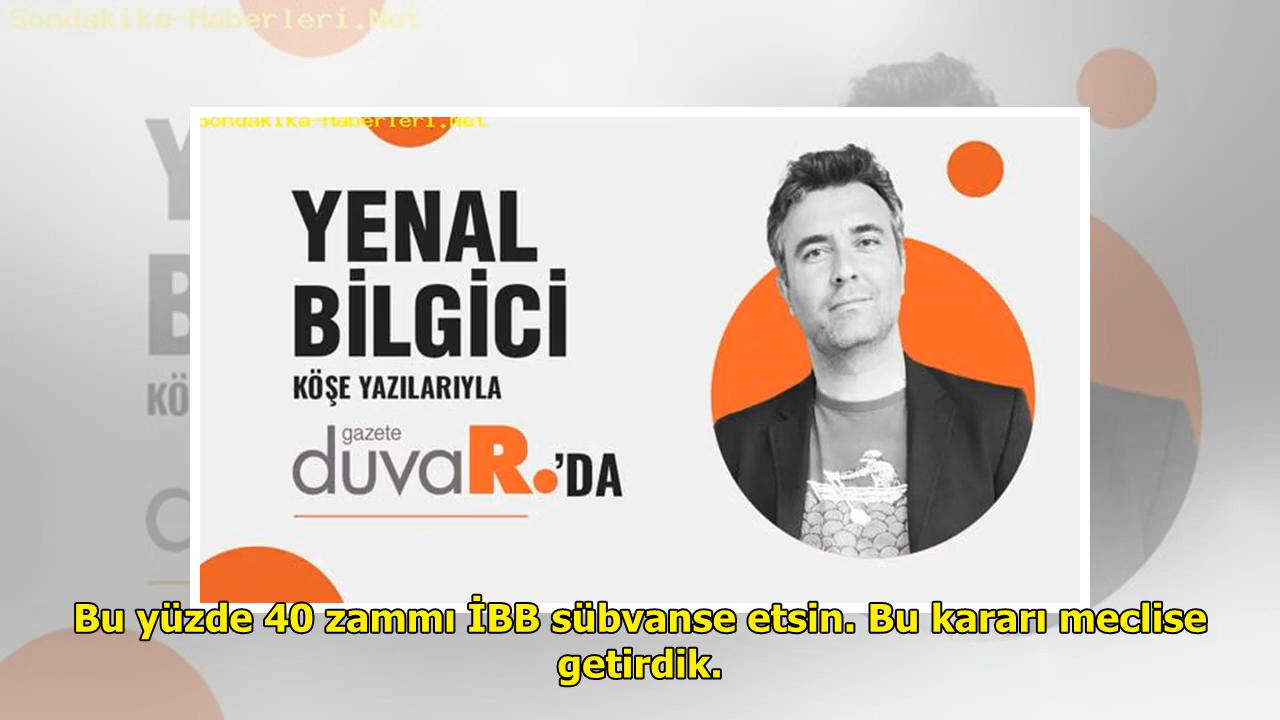 Sondakika-Haberleri.Net
Sondakika-Haberleri.Net
YENAL
BİLGİCİ
KÖŞE YAZILARIYLA
gazete
duvaR.'DA
Bu yüzde 40 zammı İBB sübvanse etsin. Bu kararı meclise
getirdik.